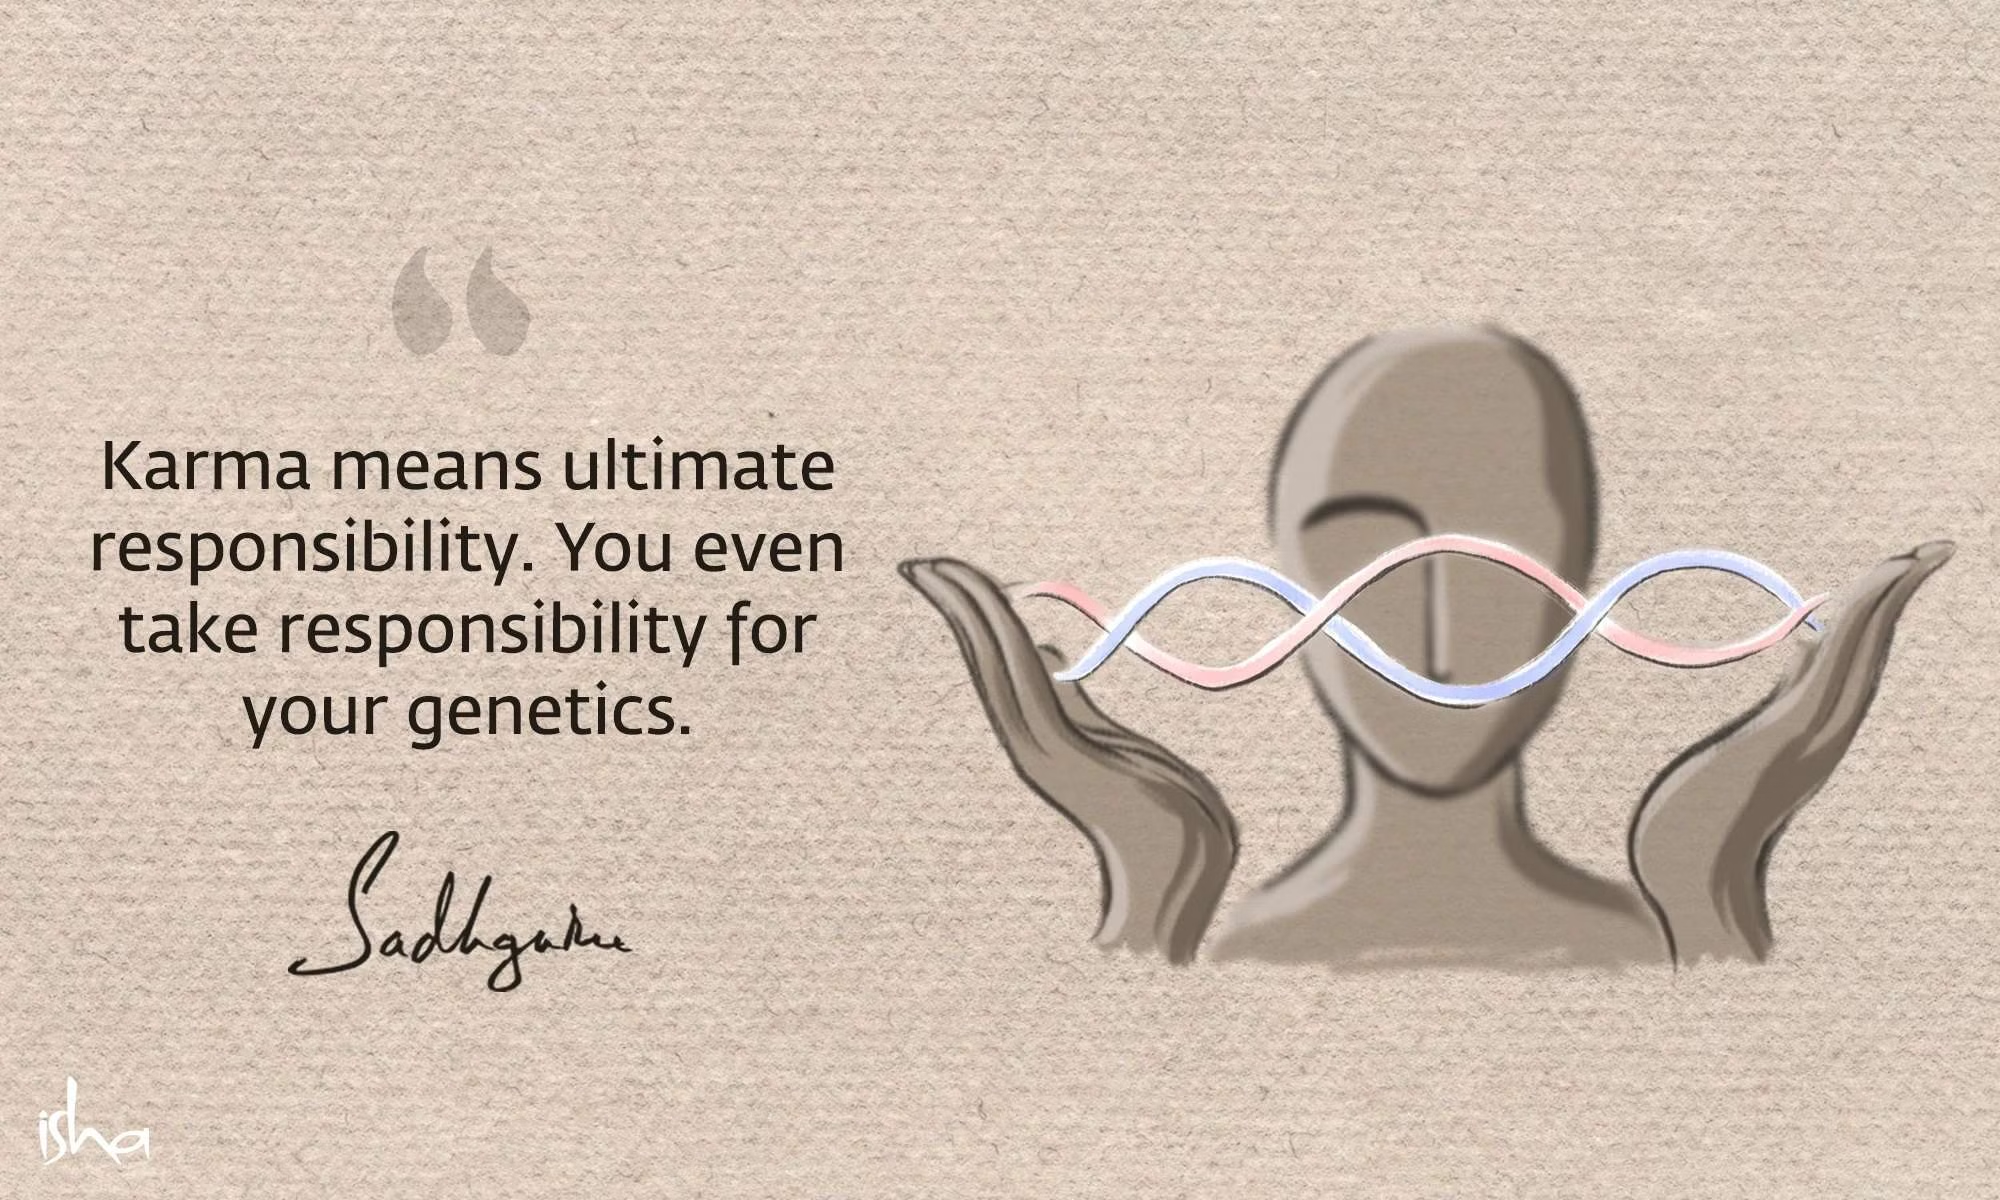 “
Karma means ultimate
responsibility. You even
take responsibility for
your genetics.
Sadhguru
isha